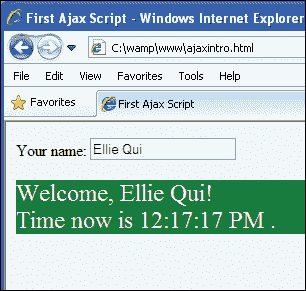 First Ajax Script - Windows Internet Explorer
C:\wamp\www\ajaxintro.html
File Edit View Favorites Tools Help
Favorites First Ajax Script
Your name: Ellie Qui
Welcome, Ellie Qui!
Time now is 12:17:17 PM .